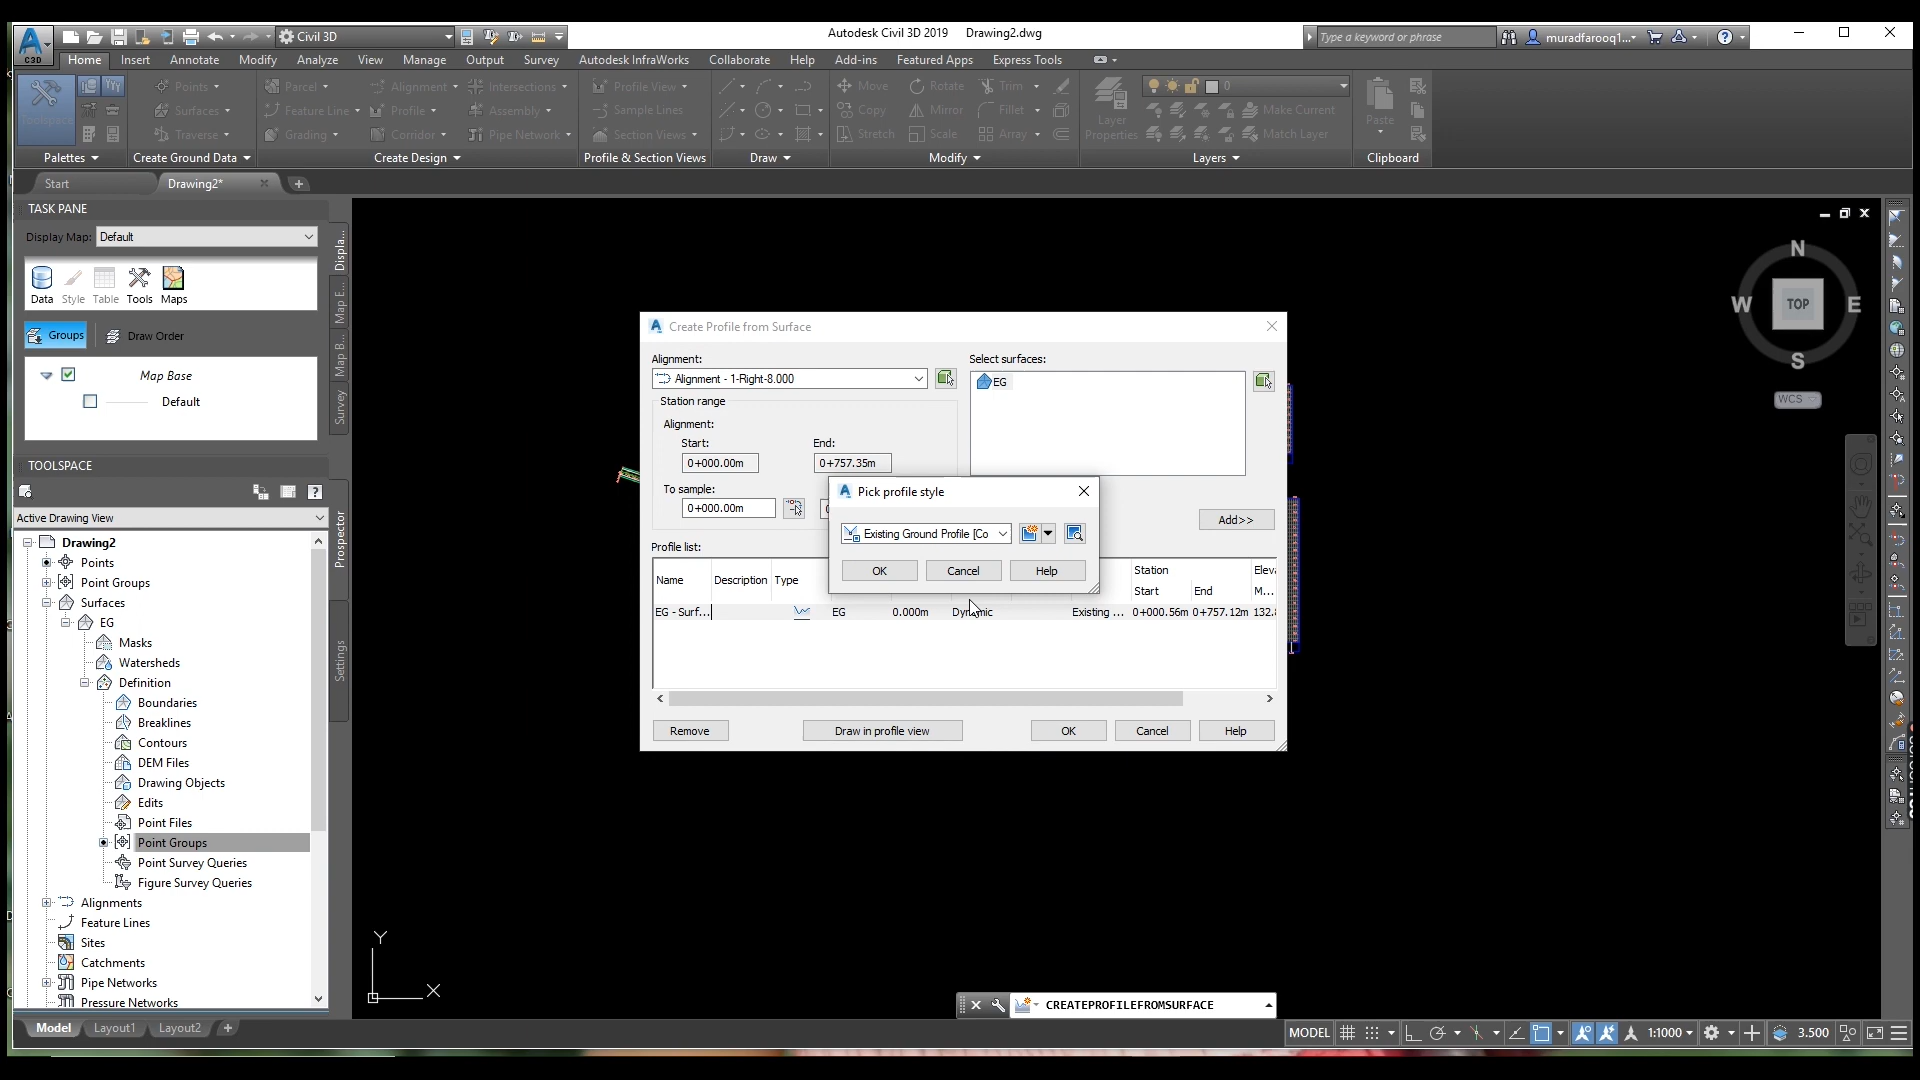 C3D
Civil 3D
Autodesk Civil 3D 2019 Drawing2.dwg
Type a keyword or phrase
muradfarooq1...
Home Insert Annotate Modify Analyze View Manage Output Survey Autodesk InfraWorks Collaborate Help Add-ins Featured Apps Express Tools
Points Parcel Alignment Intersections Profile View Move Rotate Trim 0
Toolspace Surfaces Feature Line Profile Assembly Sample Lines Copy Mirror Fillet Layer Properties Make Current Paste
Traverse Grading Corridor Pipe Network Section Views Stretch Scale Array Match Layer
Palettes Create Ground Data Create Design Profile & Section Views Draw Modify Layers Clipboard
Start Drawing2*
TASK PANE
Display Map: Default
Data Style Table Tools Maps
Groups Draw Order
Map Base
Default
Displa...
Map E...
Map B...
Survey
TOOLSPACE
Active Drawing View
Drawing2
Points
Point Groups
Surfaces
EG
Masks
Watersheds
Definition
Boundaries
Breaklines
Contours
DEM Files
Drawing Objects
Edits
Point Files
Point Groups
Point Survey Queries
Figure Survey Queries
Alignments
Feature Lines
Sites
Catchments
Pipe Networks
Pressure Networks
Prospector
Settings
Create Profile from Surface
Alignment: Select surfaces:
Alignment - 1-Right-8.000 EG
Station range
Alignment:
Start: End:
0+000.00m 0+757.35m
To sample:
0+000.00m
Add>>
Pick profile style
Existing Ground Profile [Co
OK Cancel Help
Profile list:
Name Description Type Station Eleva
Start End M...
EG - Surf... EG 0.000m Dynamic Existing ... 0+000.56m 0+757.12m 132.8
Remove Draw in profile view OK Cancel Help
N
W TOP E
S
WCS
Y
X
CREATEPROFILEFROMSURFACE
Model Layout1 Layout2
MODEL 1:1000 3.500